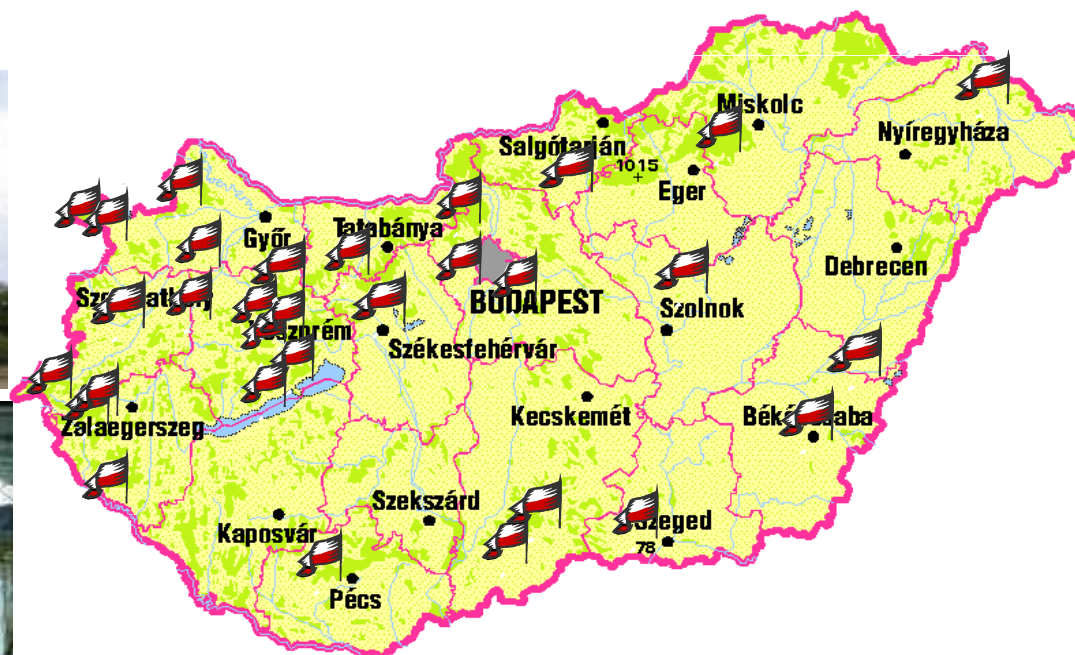 Miskolc
Nyíregyháza
Salgótarján
1015
Eger
Győr
Tatabánya
Debrecen
BUDAPEST
Szolnok
Székesfehérvár
Kecskemét
Zalaegerszeg
Szekszárd
Kaposvár
Szeged
78
Pécs